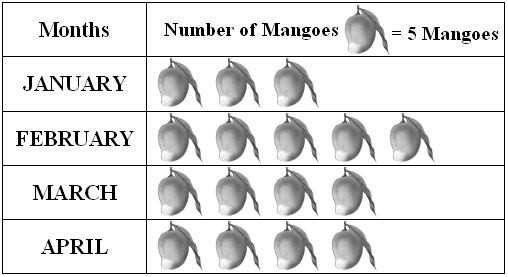 Months
Number of Mangoes = 5 Mangoes
JANUARY
FEBRUARY
MARCH
APRIL